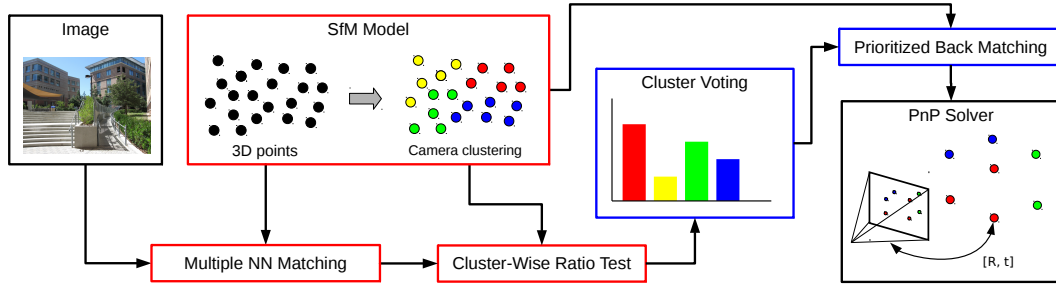 Image
SfM Model
3D points
Camera clustering
Multiple NN Matching
Cluster-Wise Ratio Test
Cluster Voting
Prioritized Back Matching
PnP Solver
[R, t]